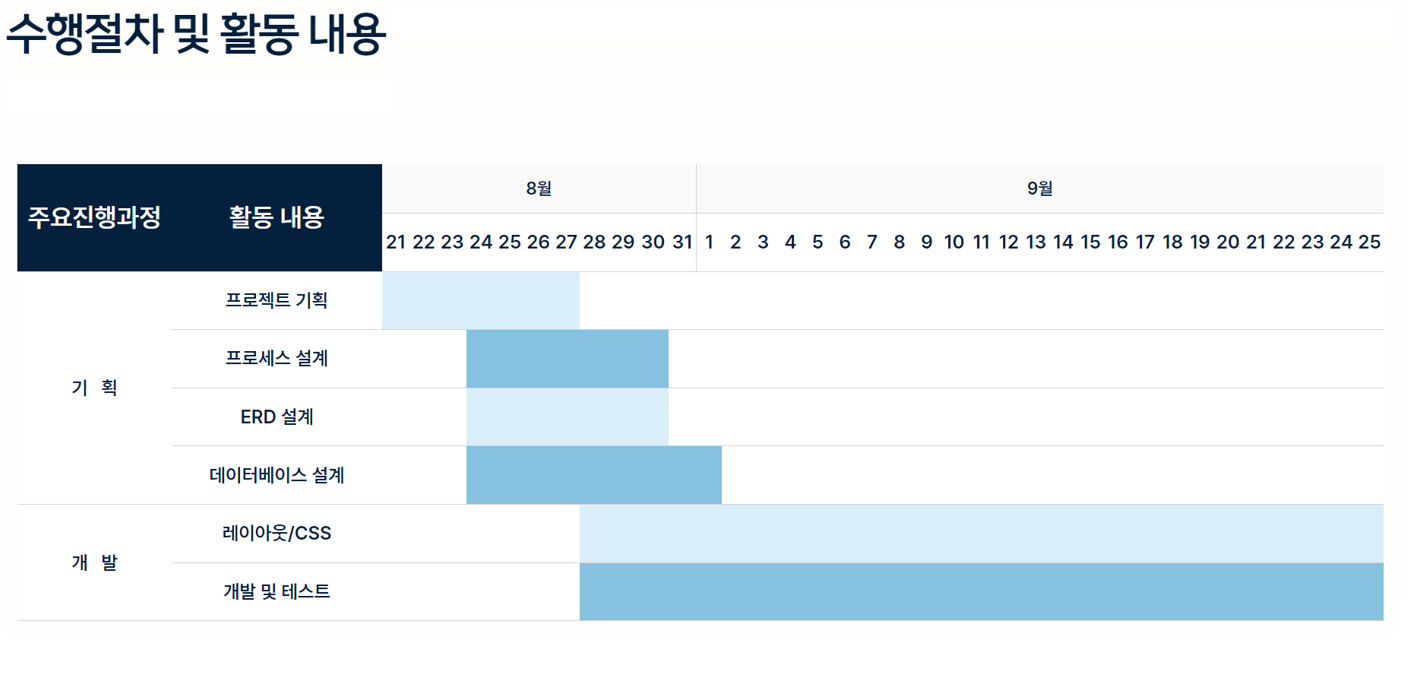 수행절차 및 활동 내용
주요진행과정 활동 내용 8월 9월
21 22 23 24 25 26 27 28 29 30 31 1 2 3 4 5 6 7 8 9 10 11 12 13 14 15 16 17 18 19 20 21 22 23 24 25
기 획
프로젝트 기획
프로세스 설계
ERD 설계
데이터베이스 설계
개 발
레이아웃/CSS
개발 및 테스트